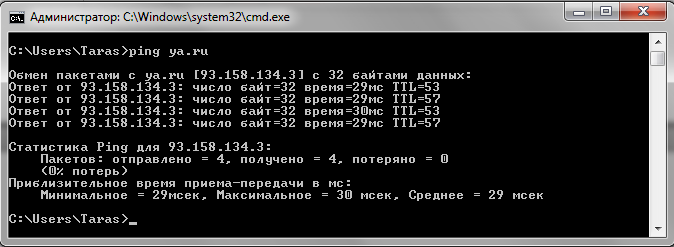 Администратор: C:\Windows\system32\cmd.exe
C:\Users\Taras>ping ya.ru
Обмен пакетами с ya.ru [93.158.134.3] с 32 байтами данных:
Ответ от 93.158.134.3: число байт=32 время=29мс TTL=53
Ответ от 93.158.134.3: число байт=32 время=29мс TTL=57
Ответ от 93.158.134.3: число байт=32 время=30мс TTL=53
Ответ от 93.158.134.3: число байт=32 время=29мс TTL=57
Статистика Ping для 93.158.134.3:
Пакетов: отправлено = 4, получено = 4, потеряно = 0
(0% потерь)
Приблизительное время приема-передачи в мс:
Минимальное = 29мсек, Максимальное = 30 мсек, Среднее = 29 мсек
C:\Users\Taras>_